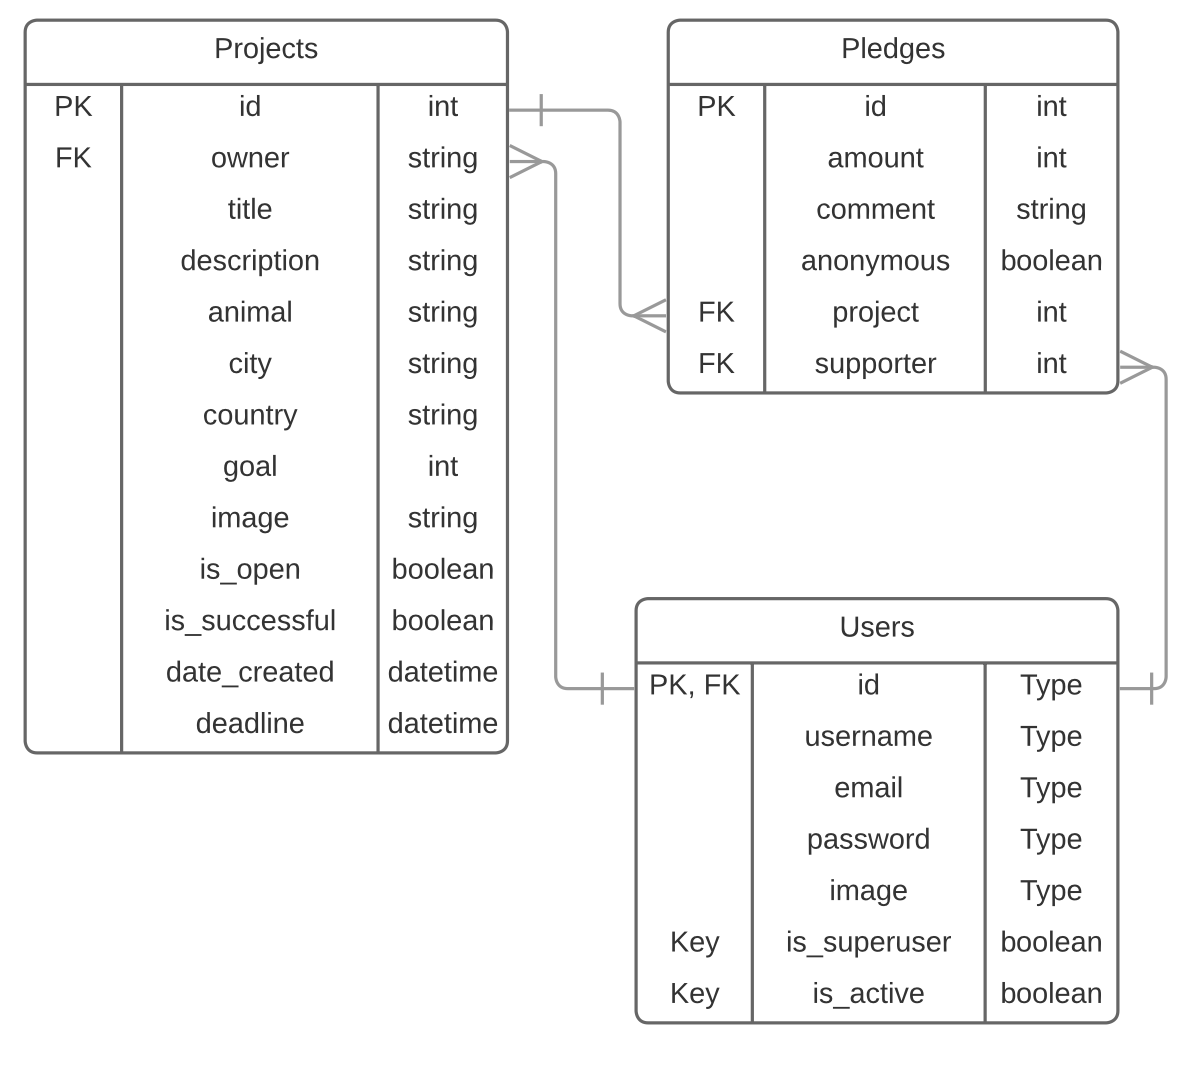 Projects
PK id int
FK owner string
title string
description string
animal string
city string
country string
goal int
image string
is_open boolean
is_successful boolean
date_created datetime
deadline datetime
Pledges
PK id int
amount int
comment string
anonymous boolean
FK project int
FK supporter int
Users
PK, FK id Type
username Type
email Type
password Type
image Type
Key is_superuser boolean
Key is_active boolean